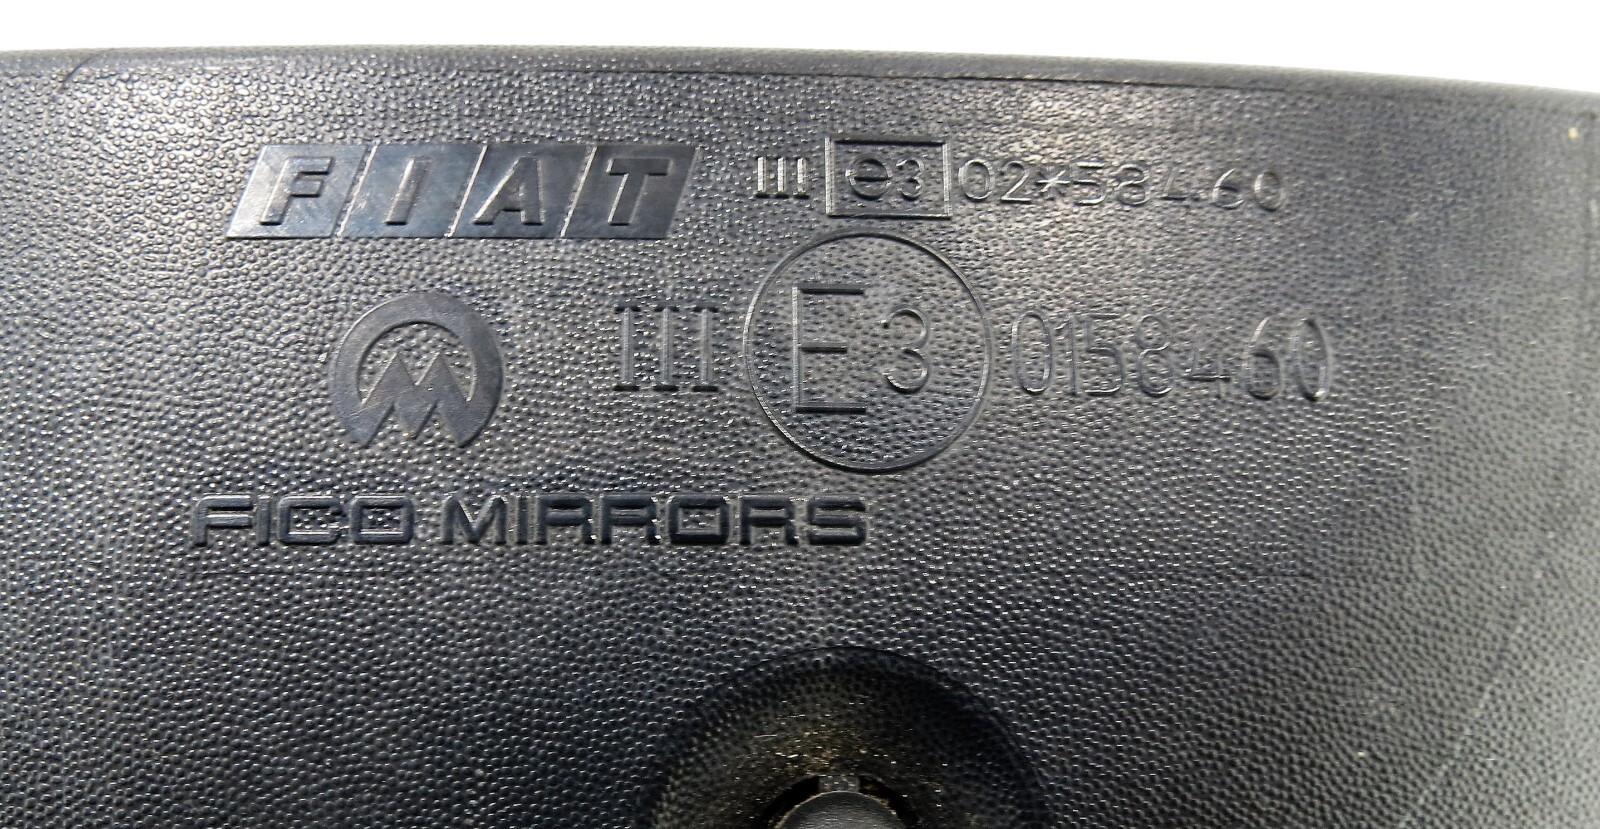 FIAT III e3 02*58460
III E3 0158460
FICO MIRRORS